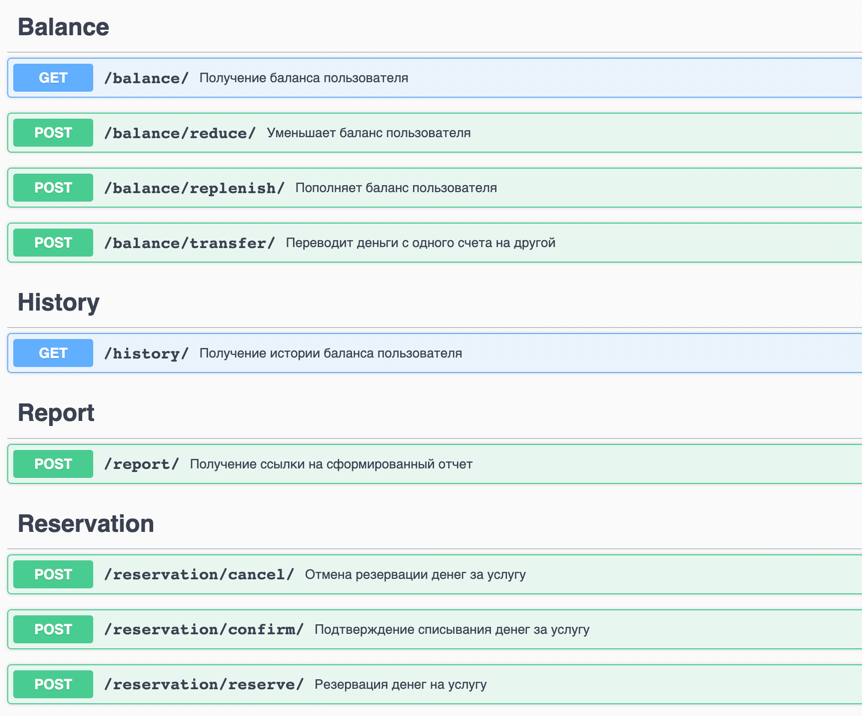 Balance
GET /balance/ Получение баланса пользователя
POST /balance/reduce/ Уменьшает баланс пользователя
POST /balance/replenish/ Пополняет баланс пользователя
POST /balance/transfer/ Переводит деньги с одного счета на другой
History
GET /history/ Получение истории баланса пользователя
Report
POST /report/ Получение ссылки на сформированный отчет
Reservation
POST /reservation/cancel/ Отмена резервации денег за услугу
POST /reservation/confirm/ Подтверждение списывания денег за услугу
POST /reservation/reserve/ Резервация денег на услугу